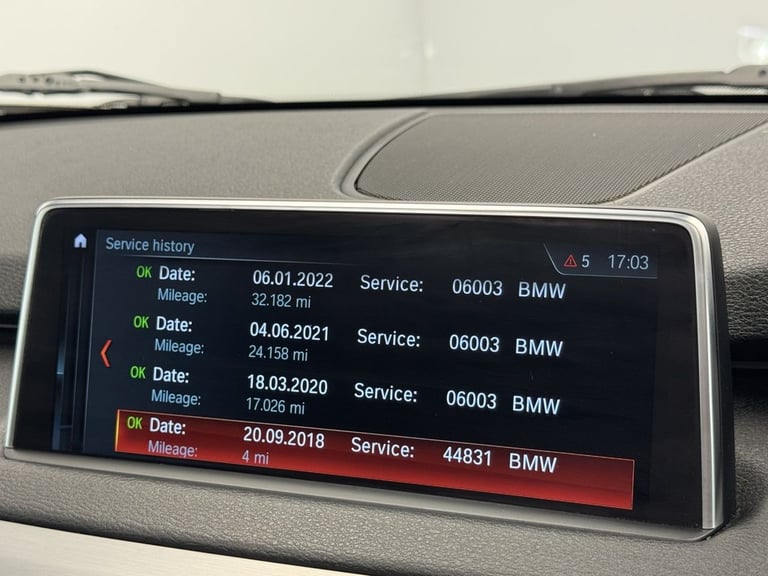 Service history
5 17:03
OK Date: 06.01.2022 Service: 06003 BMW
Mileage: 32.182 mi
OK Date: 04.06.2021 Service: 06003 BMW
Mileage: 24.158 mi
OK Date: 18.03.2020 Service: 06003 BMW
Mileage: 17.026 mi
OK Date: 20.09.2018 Service: 44831 BMW
Mileage: 4 mi